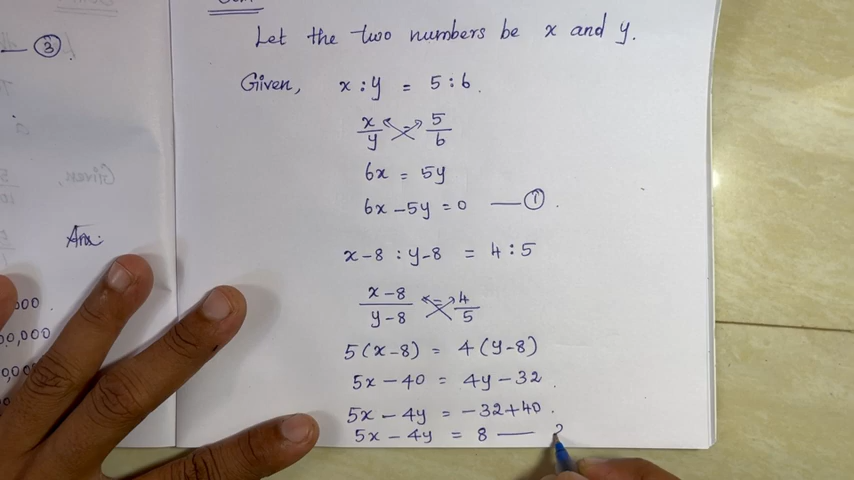 ③
Let the two numbers be x and y.
Given, x : y = 5 : 6.
x/y = 5/6
6x = 5y
6x - 5y = 0 — ①.
Ans:
x-8 : y-8 = 4 : 5
x-8/y-8 = 4/5
5(x-8) = 4(y-8)
5x - 40 = 4y - 32.
5x - 4y = -32+40.
5x - 4y = 8 — 2